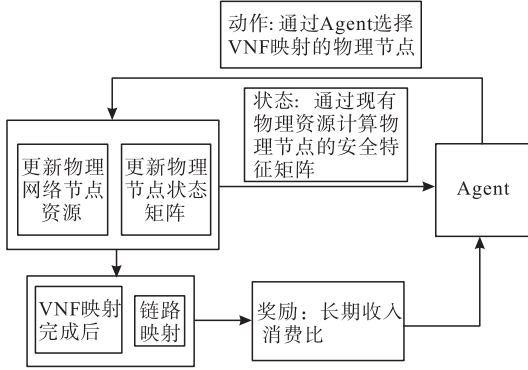 动作: 通过Agent选择
VNF映射的物理节点
状态: 通过现有
物理资源计算物
理节点的安全特
征矩阵
更新物理
网络节点
资源
更新物理
节点状态
矩阵
Agent
VNF映射
完成后
链路
映射
奖励: 长期收入
消费比